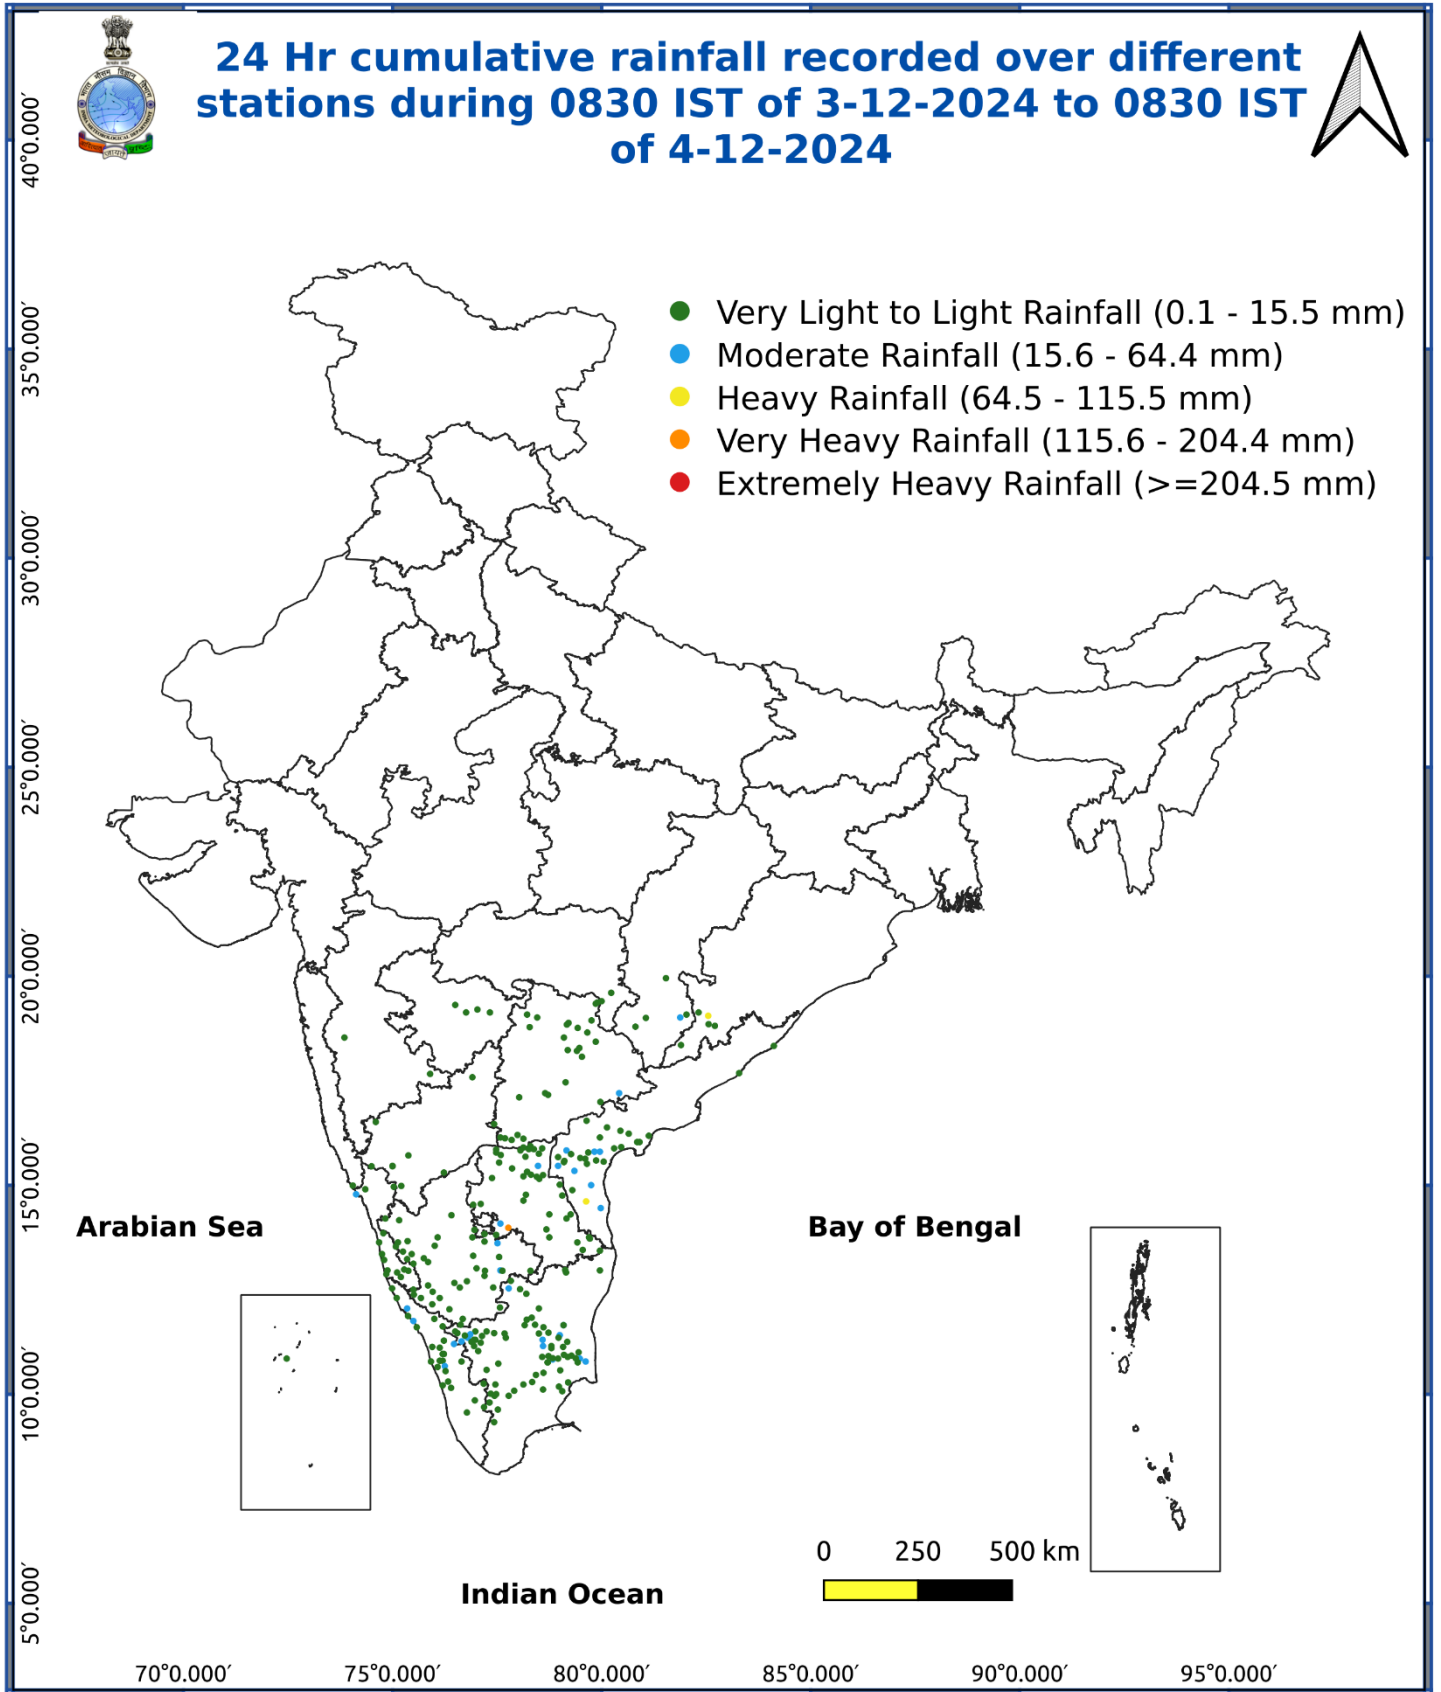 24 Hr cumulative rainfall recorded over different
stations during 0830 IST of 3-12-2024 to 0830 IST
of 4-12-2024
Very Light to Light Rainfall (0.1 - 15.5 mm)
Moderate Rainfall (15.6 - 64.4 mm)
Heavy Rainfall (64.5 - 115.5 mm)
Very Heavy Rainfall (115.6 - 204.4 mm)
Extremely Heavy Rainfall (>=204.5 mm)
40°0.000′
35°0.000′
30°0.000′
25°0.000′
20°0.000′
15°0.000′
10°0.000′
5°0.000′
Arabian Sea
Bay of Bengal
Indian Ocean
0 250 500 km
70°0.000′ 75°0.000′ 80°0.000′ 85°0.000′ 90°0.000′ 95°0.000′